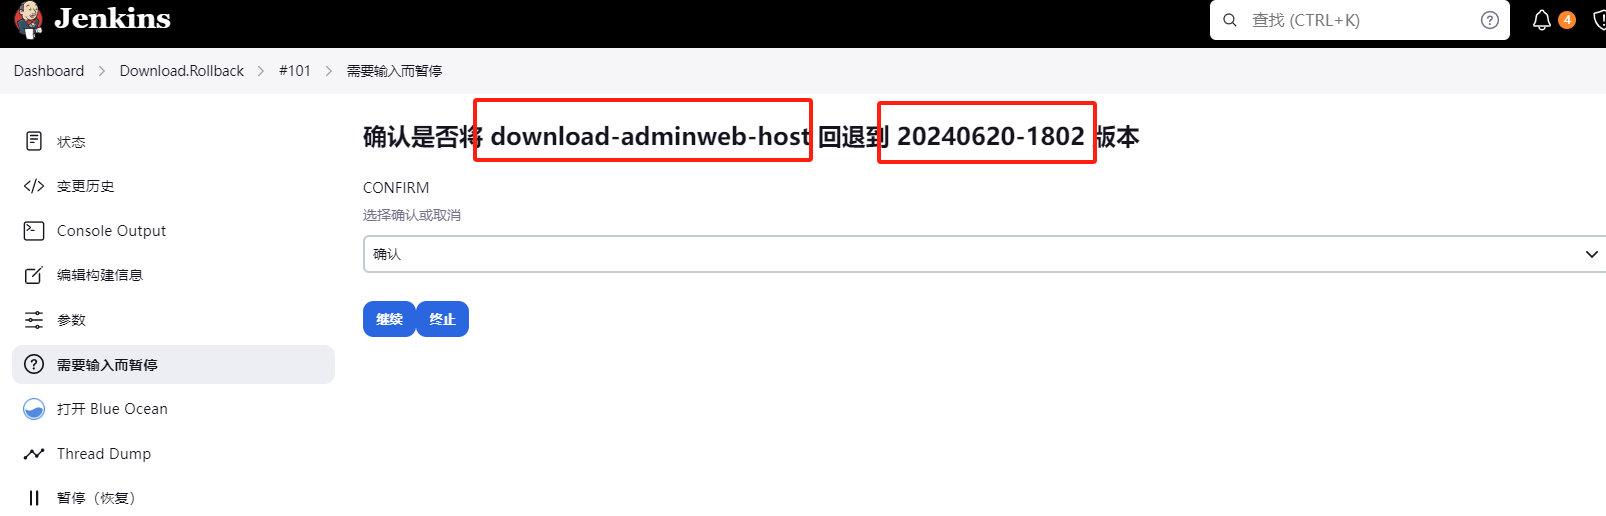 Jenkins
查找 (CTRL+K)
4
Dashboard
Download.Rollback
#101
需要输入而暂停
状态
变更历史
Console Output
编辑构建信息
参数
需要输入而暂停
打开 Blue Ocean
Thread Dump
暂停（恢复）
确认是否将 download-adminweb-host 回退到 20240620-1802 版本
CONFIRM
选择确认或取消
确认
继续
终止